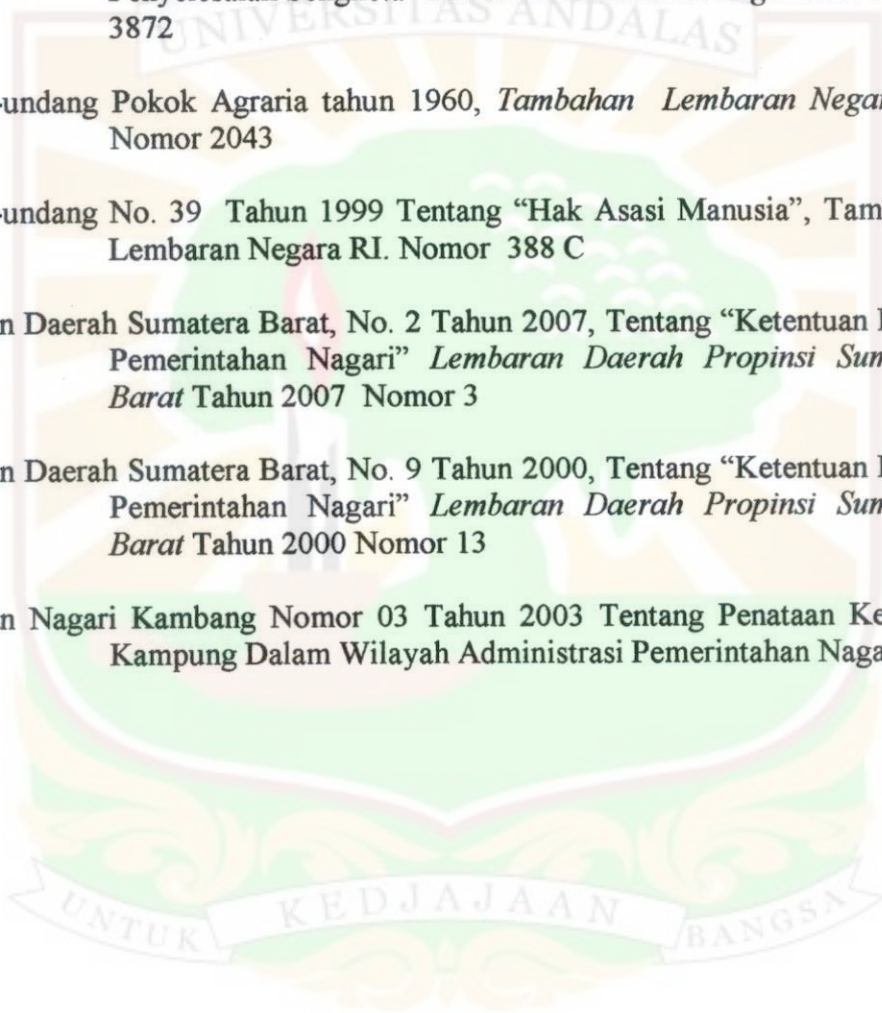 3872
-undang Pokok Agraria tahun 1960, Tambahan Lembaran Negar
Nomor 2043
-undang No. 39 Tahun 1999 Tentang “Hak Asasi Manusia”, Tam
Lembaran Negara RI. Nomor 388 C
n Daerah Sumatera Barat, No. 2 Tahun 2007, Tentang “Ketentuan
Pemerintahan Nagari” Lembaran Daerah Propinsi Sum
Barat Tahun 2007 Nomor 3
n Daerah Sumatera Barat, No. 9 Tahun 2000, Tentang “Ketentuan
Pemerintahan Nagari” Lembaran Daerah Propinsi Sum
Barat Tahun 2000 Nomor 13
n Nagari Kambang Nomor 03 Tahun 2003 Tentang Penataan Ke
Kampung Dalam Wilayah Administrasi Pemerintahan Naga
UNIVERSITAS ANDALAS
UNTUK KEDJAJAAN BANGSA